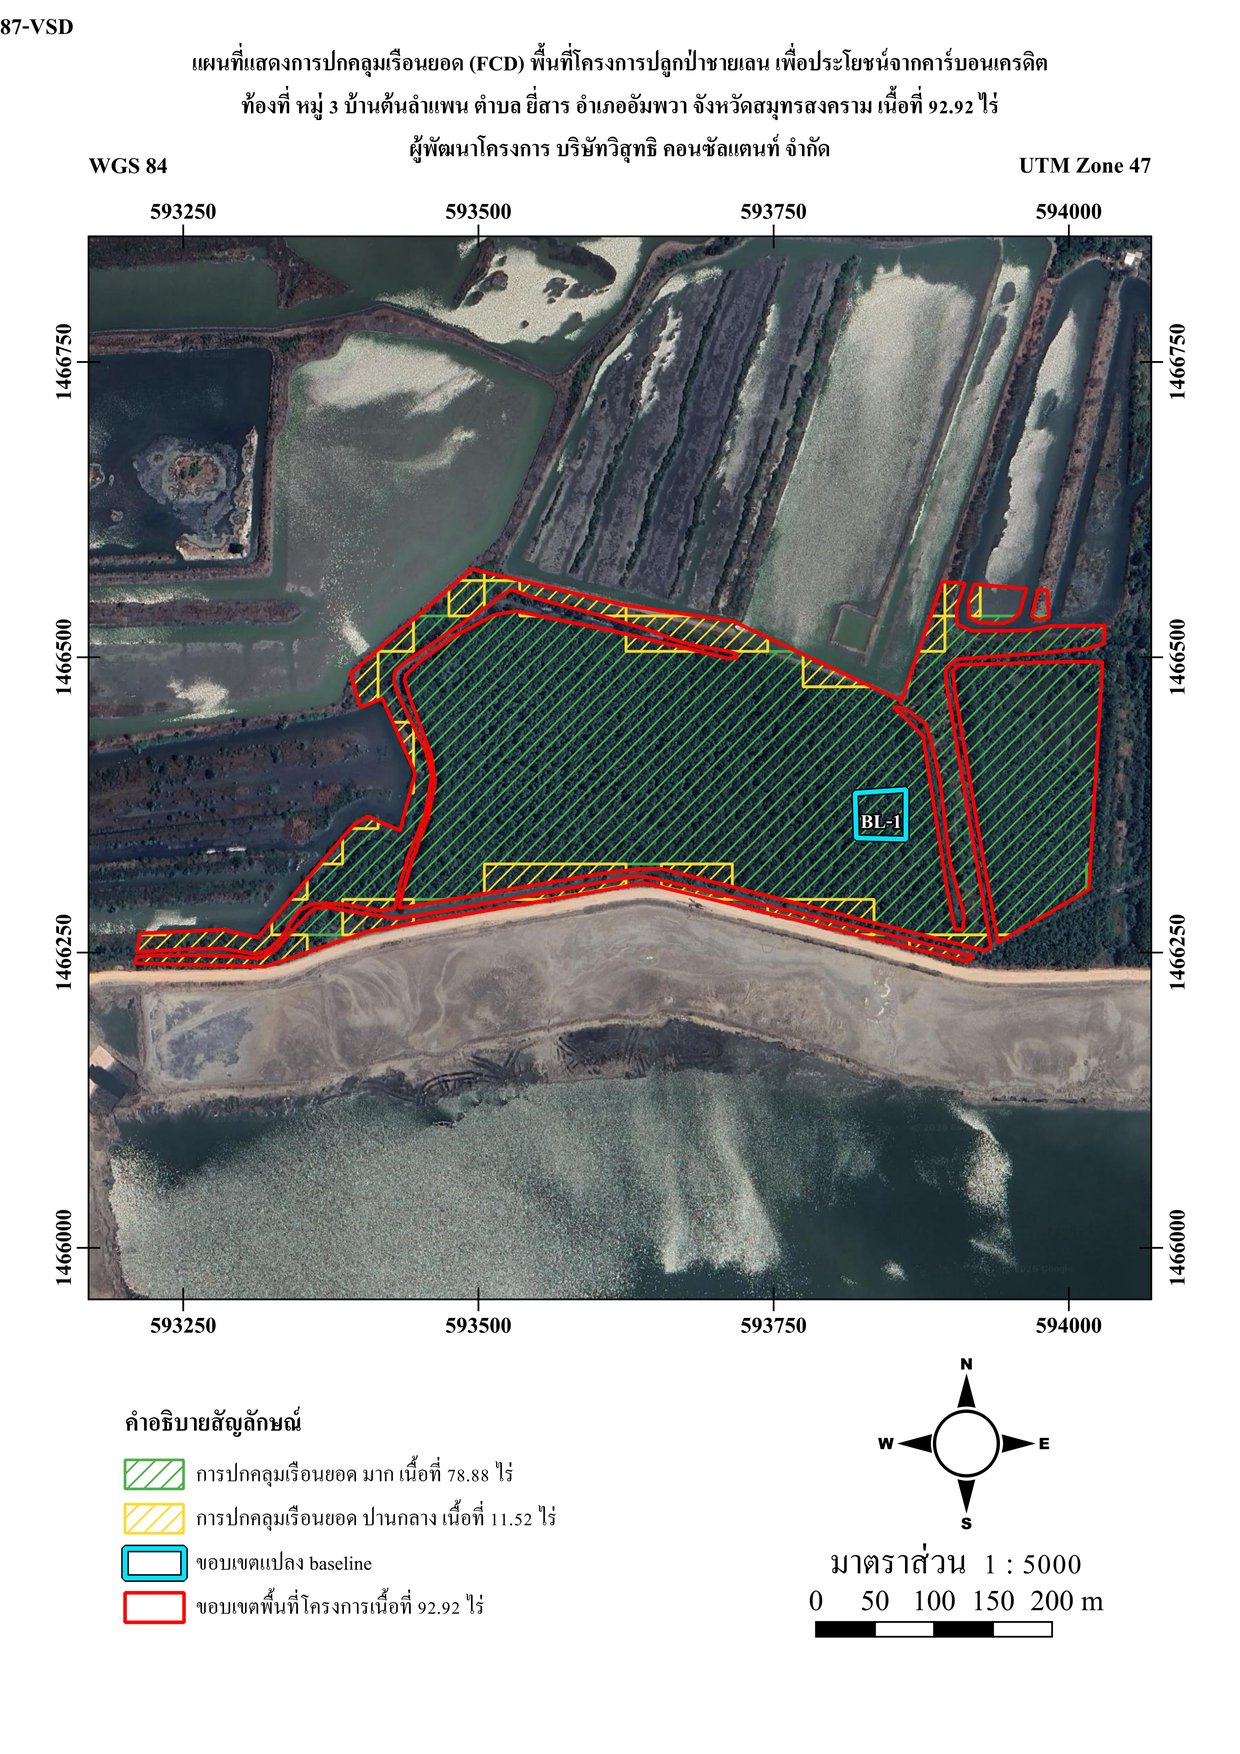 87-VSD
แผนที่แสดงการปกคลุมเรือนยอด (FCD) พื้นที่โครงการปลูกป่าชายเลน เพื่อประโยชน์จากคาร์บอนเครดิต
ท้องที่ หมู่ 3 บ้านต้นลำแพน ตำบล ยี่สาร อำเภออัมพวา จังหวัดสมุทรสงคราม เนื้อที่ 92.92 ไร่
ผู้พัฒนาโครงการ บริษัทวิสุทธิ คอนซัลแตนท์ จำกัด
WGS 84
UTM Zone 47
593250 593500 593750 594000
1466750 1466750
1466500 1466500
BL-1
1466250 1466250
1466000 1466000
593250 593500 593750 594000
คำอธิบายสัญลักษณ์
การปกคลุมเรือนยอด มาก เนื้อที่ 78.88 ไร่
การปกคลุมเรือนยอด ปานกลาง เนื้อที่ 11.52 ไร่
ขอบเขตแปลง baseline
ขอบเขตพื้นที่โครงการเนื้อที่ 92.92 ไร่
N
W E
S
มาตราส่วน 1 : 5000
0 50 100 150 200 m